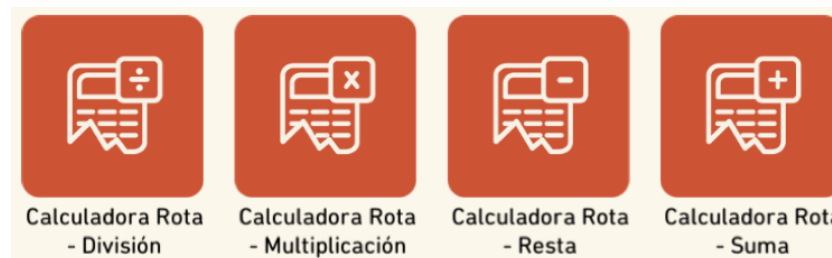 ÷
x
-
+
Calculadora Rota
- División
Calculadora Rota
- Multiplicación
Calculadora Rota
- Resta
Calculadora Rota
- Suma